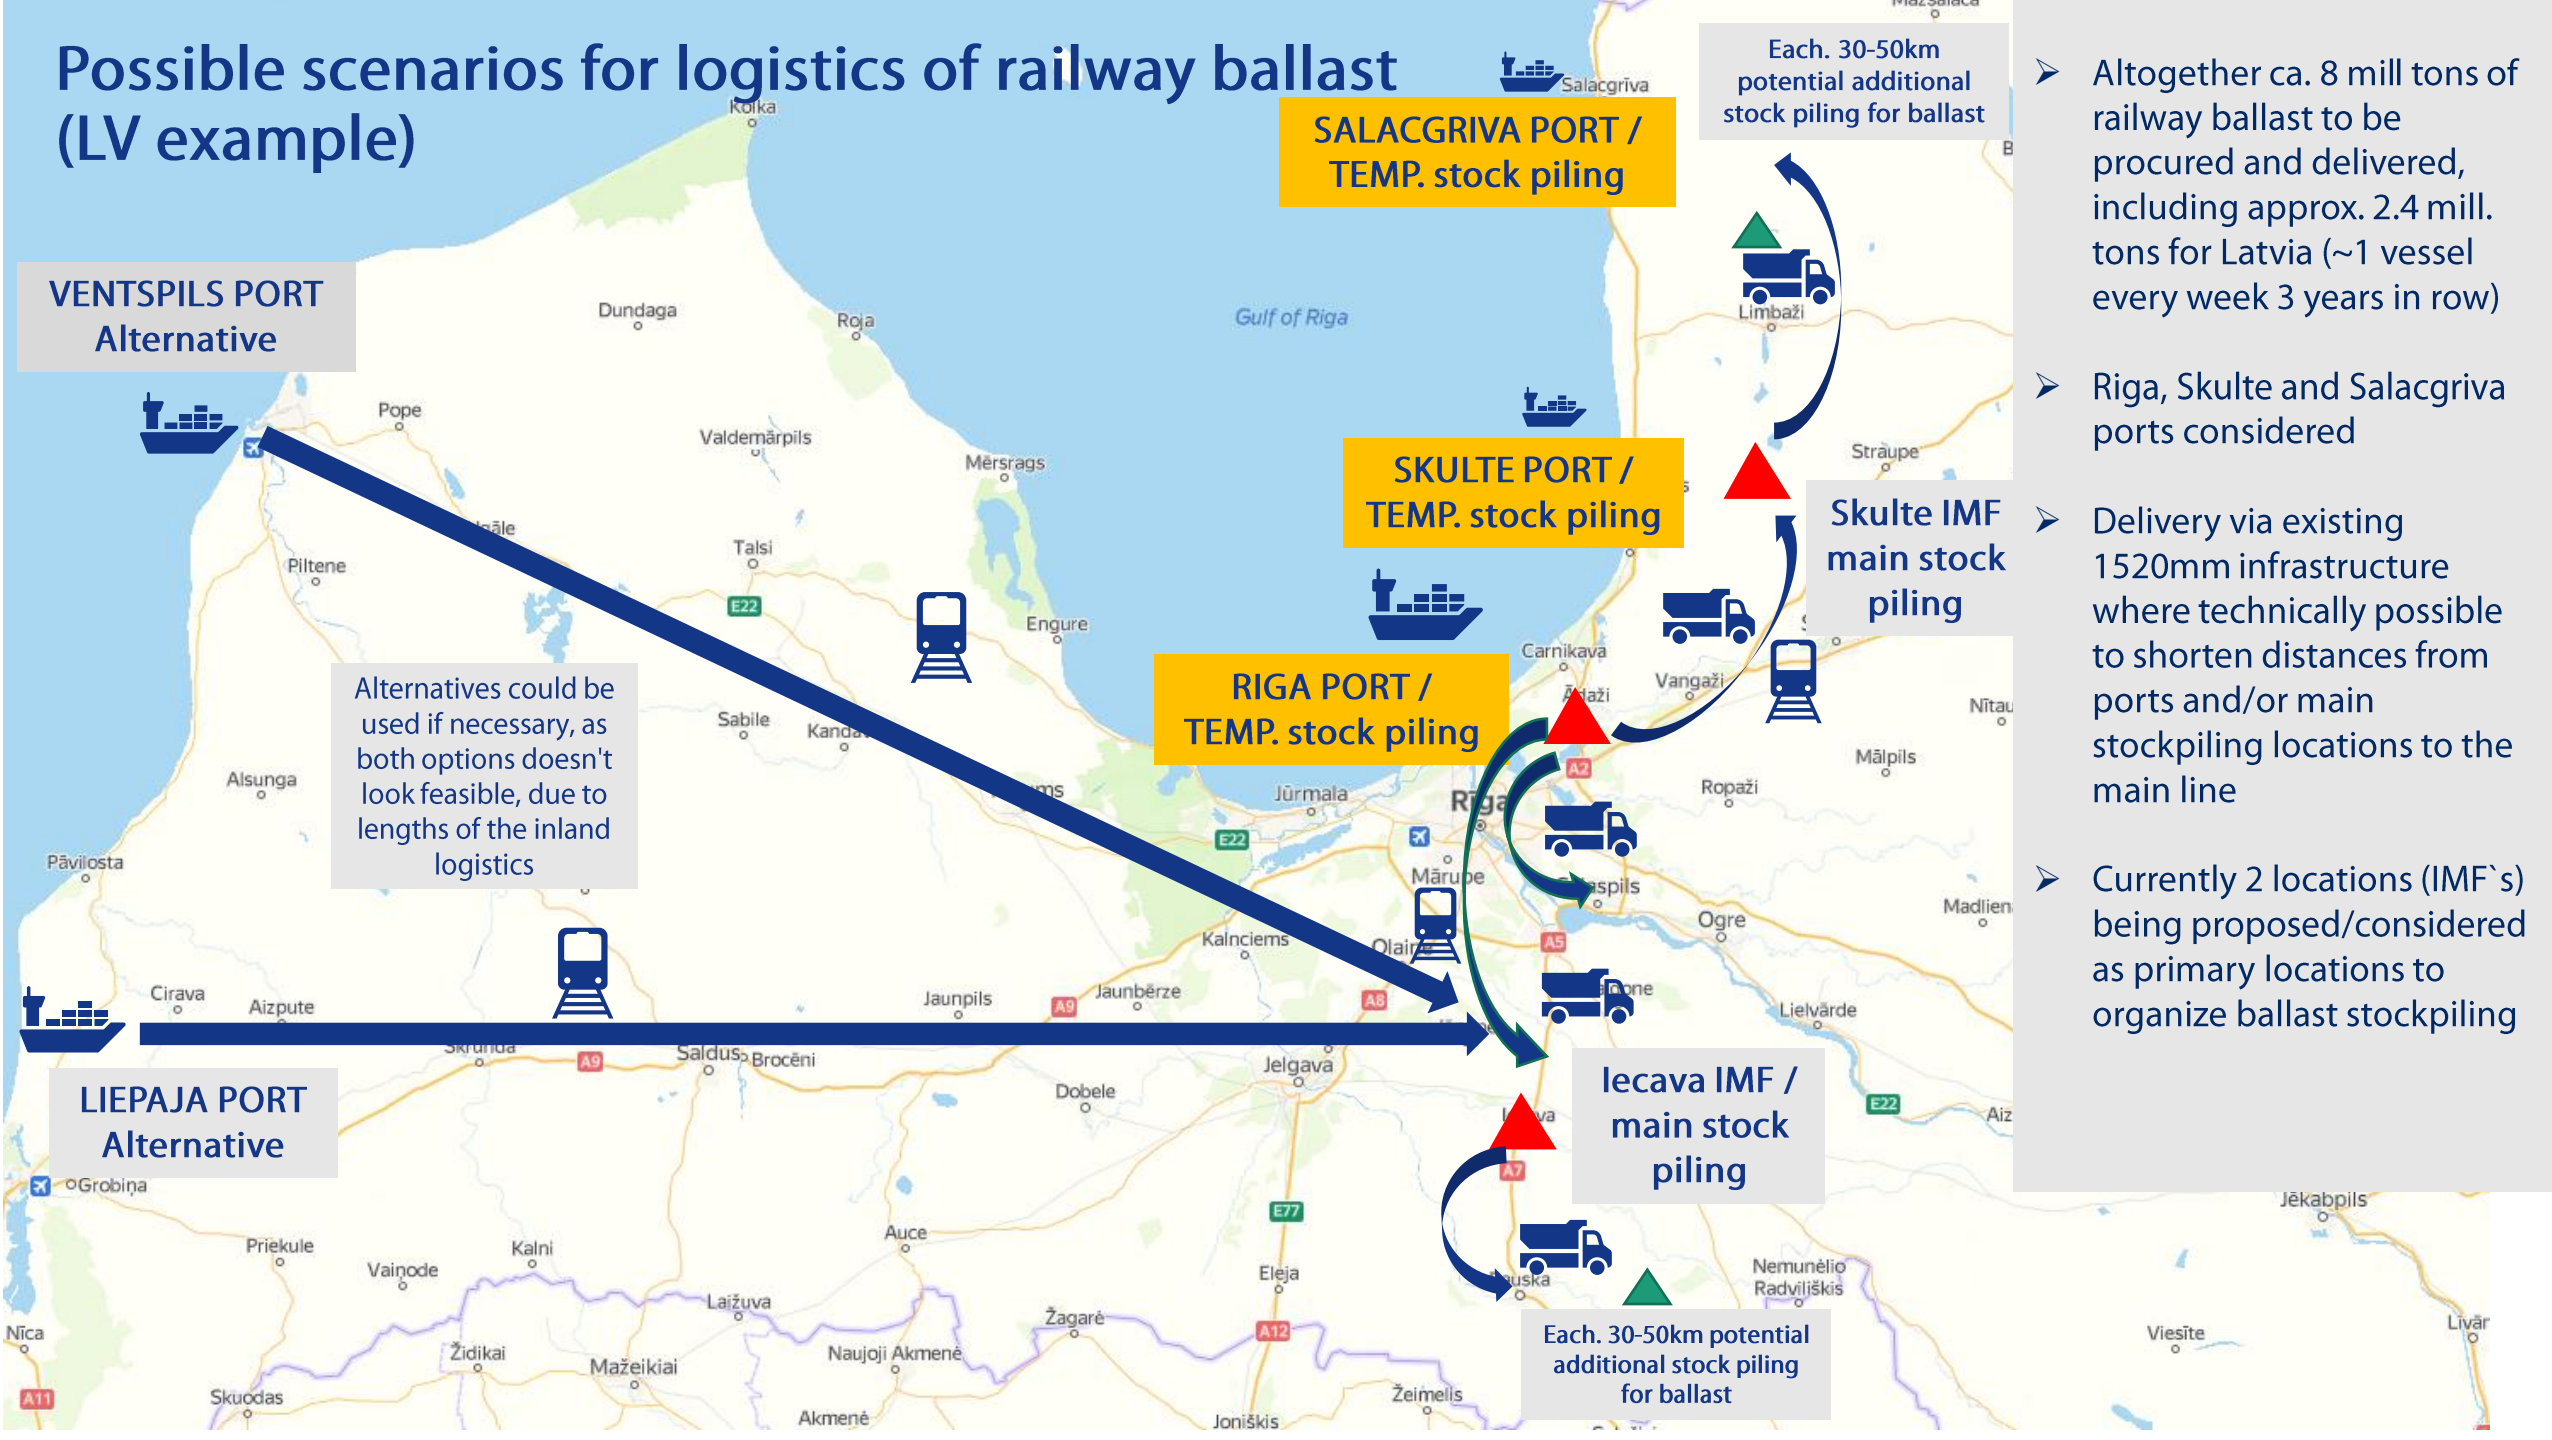 Possible scenarios for logistics of railway ballast
(LV example)
VENTSPILS PORT
Alternative
Alternatives could be
used if necessary, as
both options doesn't
look feasible, due to
lengths of the inland
logistics
LIEPAJA PORT
Alternative
SALACGRIVA PORT /
TEMP. stock piling
SKULTE PORT /
TEMP. stock piling
RIGA PORT /
TEMP. stock piling
Each. 30-50km
potential additional
stock piling for ballast
Skulte IMF
main stock
piling
Iecava IMF /
main stock
piling
Each. 30-50km potential
additional stock piling
for ballast
➢ Altogether ca. 8 mill tons of
railway ballast to be
procured and delivered,
including approx. 2.4 mill.
tons for Latvia (~1 vessel
every week 3 years in row)
➢ Riga, Skulte and Salacgriva
ports considered
➢ Delivery via existing
1520mm infrastructure
where technically possible
to shorten distances from
ports and/or main
stockpiling locations to the
main line
➢ Currently 2 locations (IMF`s)
being proposed/considered
as primary locations to
organize ballast stockpiling
Kolka
Salacgrīva
Dundaga
Roja
Gulf of Riga
Limbaži
Pope
Valdemārpils
Mērsrags
Straupe
Piltene
Talsi
E22
Engure
Carnikava
Vangaži
Sabile
Mālpils
Alsunga
Jūrmala
Rīga
A2
Ropaži
E22
Pāvilosta
Mārupe
Ogre
Kalnciems
A5
Cirava
Aizpute
Jaunpils
A9
Jaunbērze
A8
Lielvārde
A9
Saldus
Brocēni
Jelgava
Dobele
E22
A7
Grobiņa
Jēkabpils
E77
Auce
Priekule
Kalni
Vaiņode
Eleja
Nemunėlio
Radviliškis
Laižuva
Žagarė
A12
Nīca
Viesīte
Židikai
Mažeikiai
Naujoji Akmenė
Žeimelis
A11
Skuodas
Akmenė
Joniškis